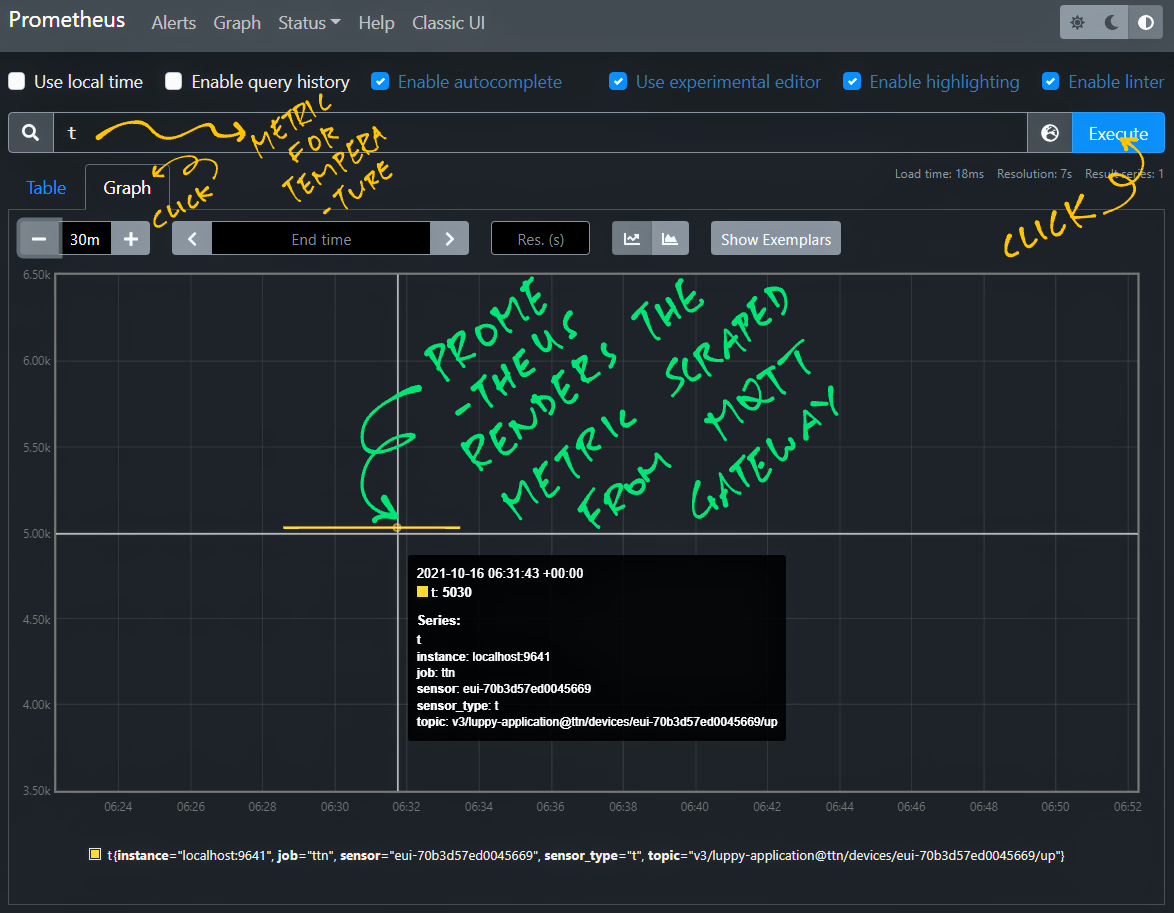 Prometheus Alerts Graph Status Help Classic UI
Use local time Enable query history Enable autocomplete Use experimental editor Enable highlighting Enable linter
t Execute
METRIC
FOR
TEMPERA
-TURE
Load time: 18ms Resolution: 7s Result series: 1
Table Graph
CLICK
CLICK
30m End time Res. (s) Show Exemplars
PROME
-THEUS
RENDERS THE
METRIC SCRAPED
FROM MQTT
GATEWAY
6.50k
6.00k
5.50k
5.00k
4.50k
4.00k
3.50k
2021-10-16 06:31:43 +00:00
t: 5030
Series:
t
instance: localhost:9641
job: ttn
sensor: eui-70b3d57ed0045669
sensor_type: t
topic: v3/luppy-application@ttn/devices/eui-70b3d57ed0045669/up
06:24 06:26 06:28 06:30 06:32 06:34 06:36 06:38 06:40 06:42 06:44 06:46 06:48 06:50 06:52
t{instance="localhost:9641", job="ttn", sensor="eui-70b3d57ed0045669", sensor_type="t", topic="v3/luppy-application@ttn/devices/eui-70b3d57ed0045669/up"}